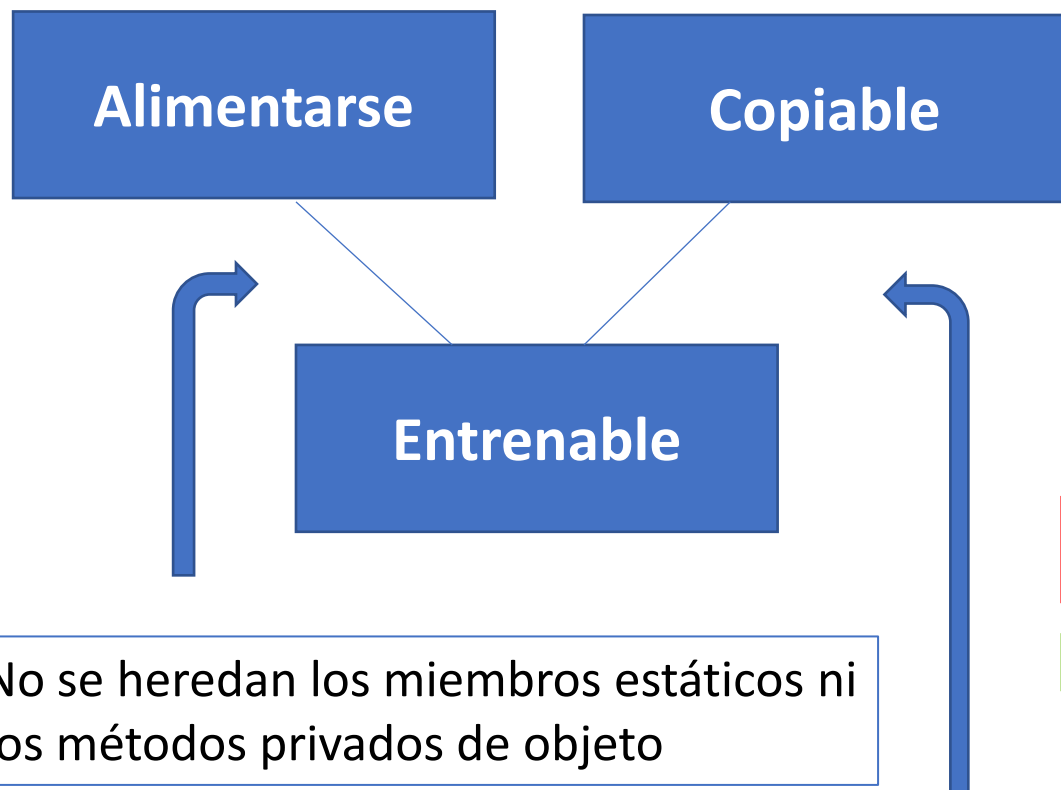 Alimentarse
Copiable
Entrenable
No se heredan los miembros estáticos ni
os métodos privados de objeto